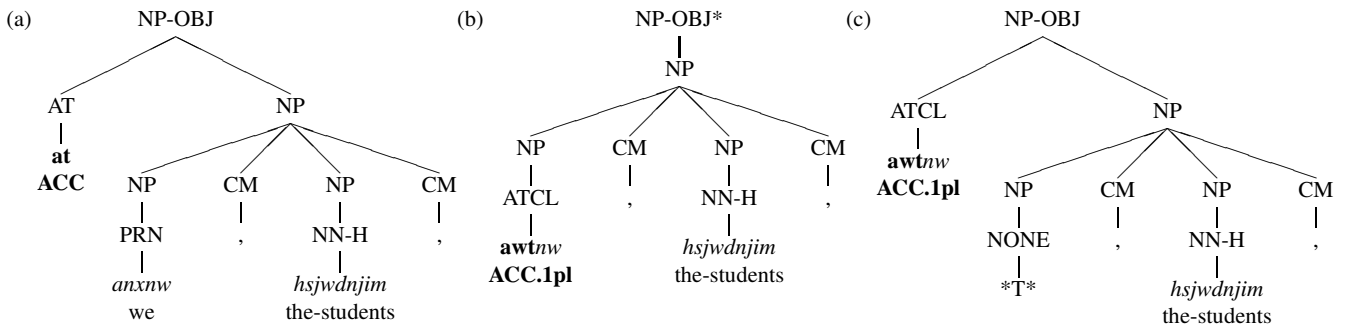 (a) NP-OBJ (b) NP-OBJ* (c) NP-OBJ
NP
AT NP ATCL NP
at NP CM NP CM awtnw
ACC NP CM NP CM ATCL , NN-H , ACC.1pl NP CM NP CM
PRN , NN-H , awtnw hsjwdnjim NONE , NN-H ,
anxnw hsjwdnjim ACC.1pl the-students *T* hsjwdnjim
we the-students the-students